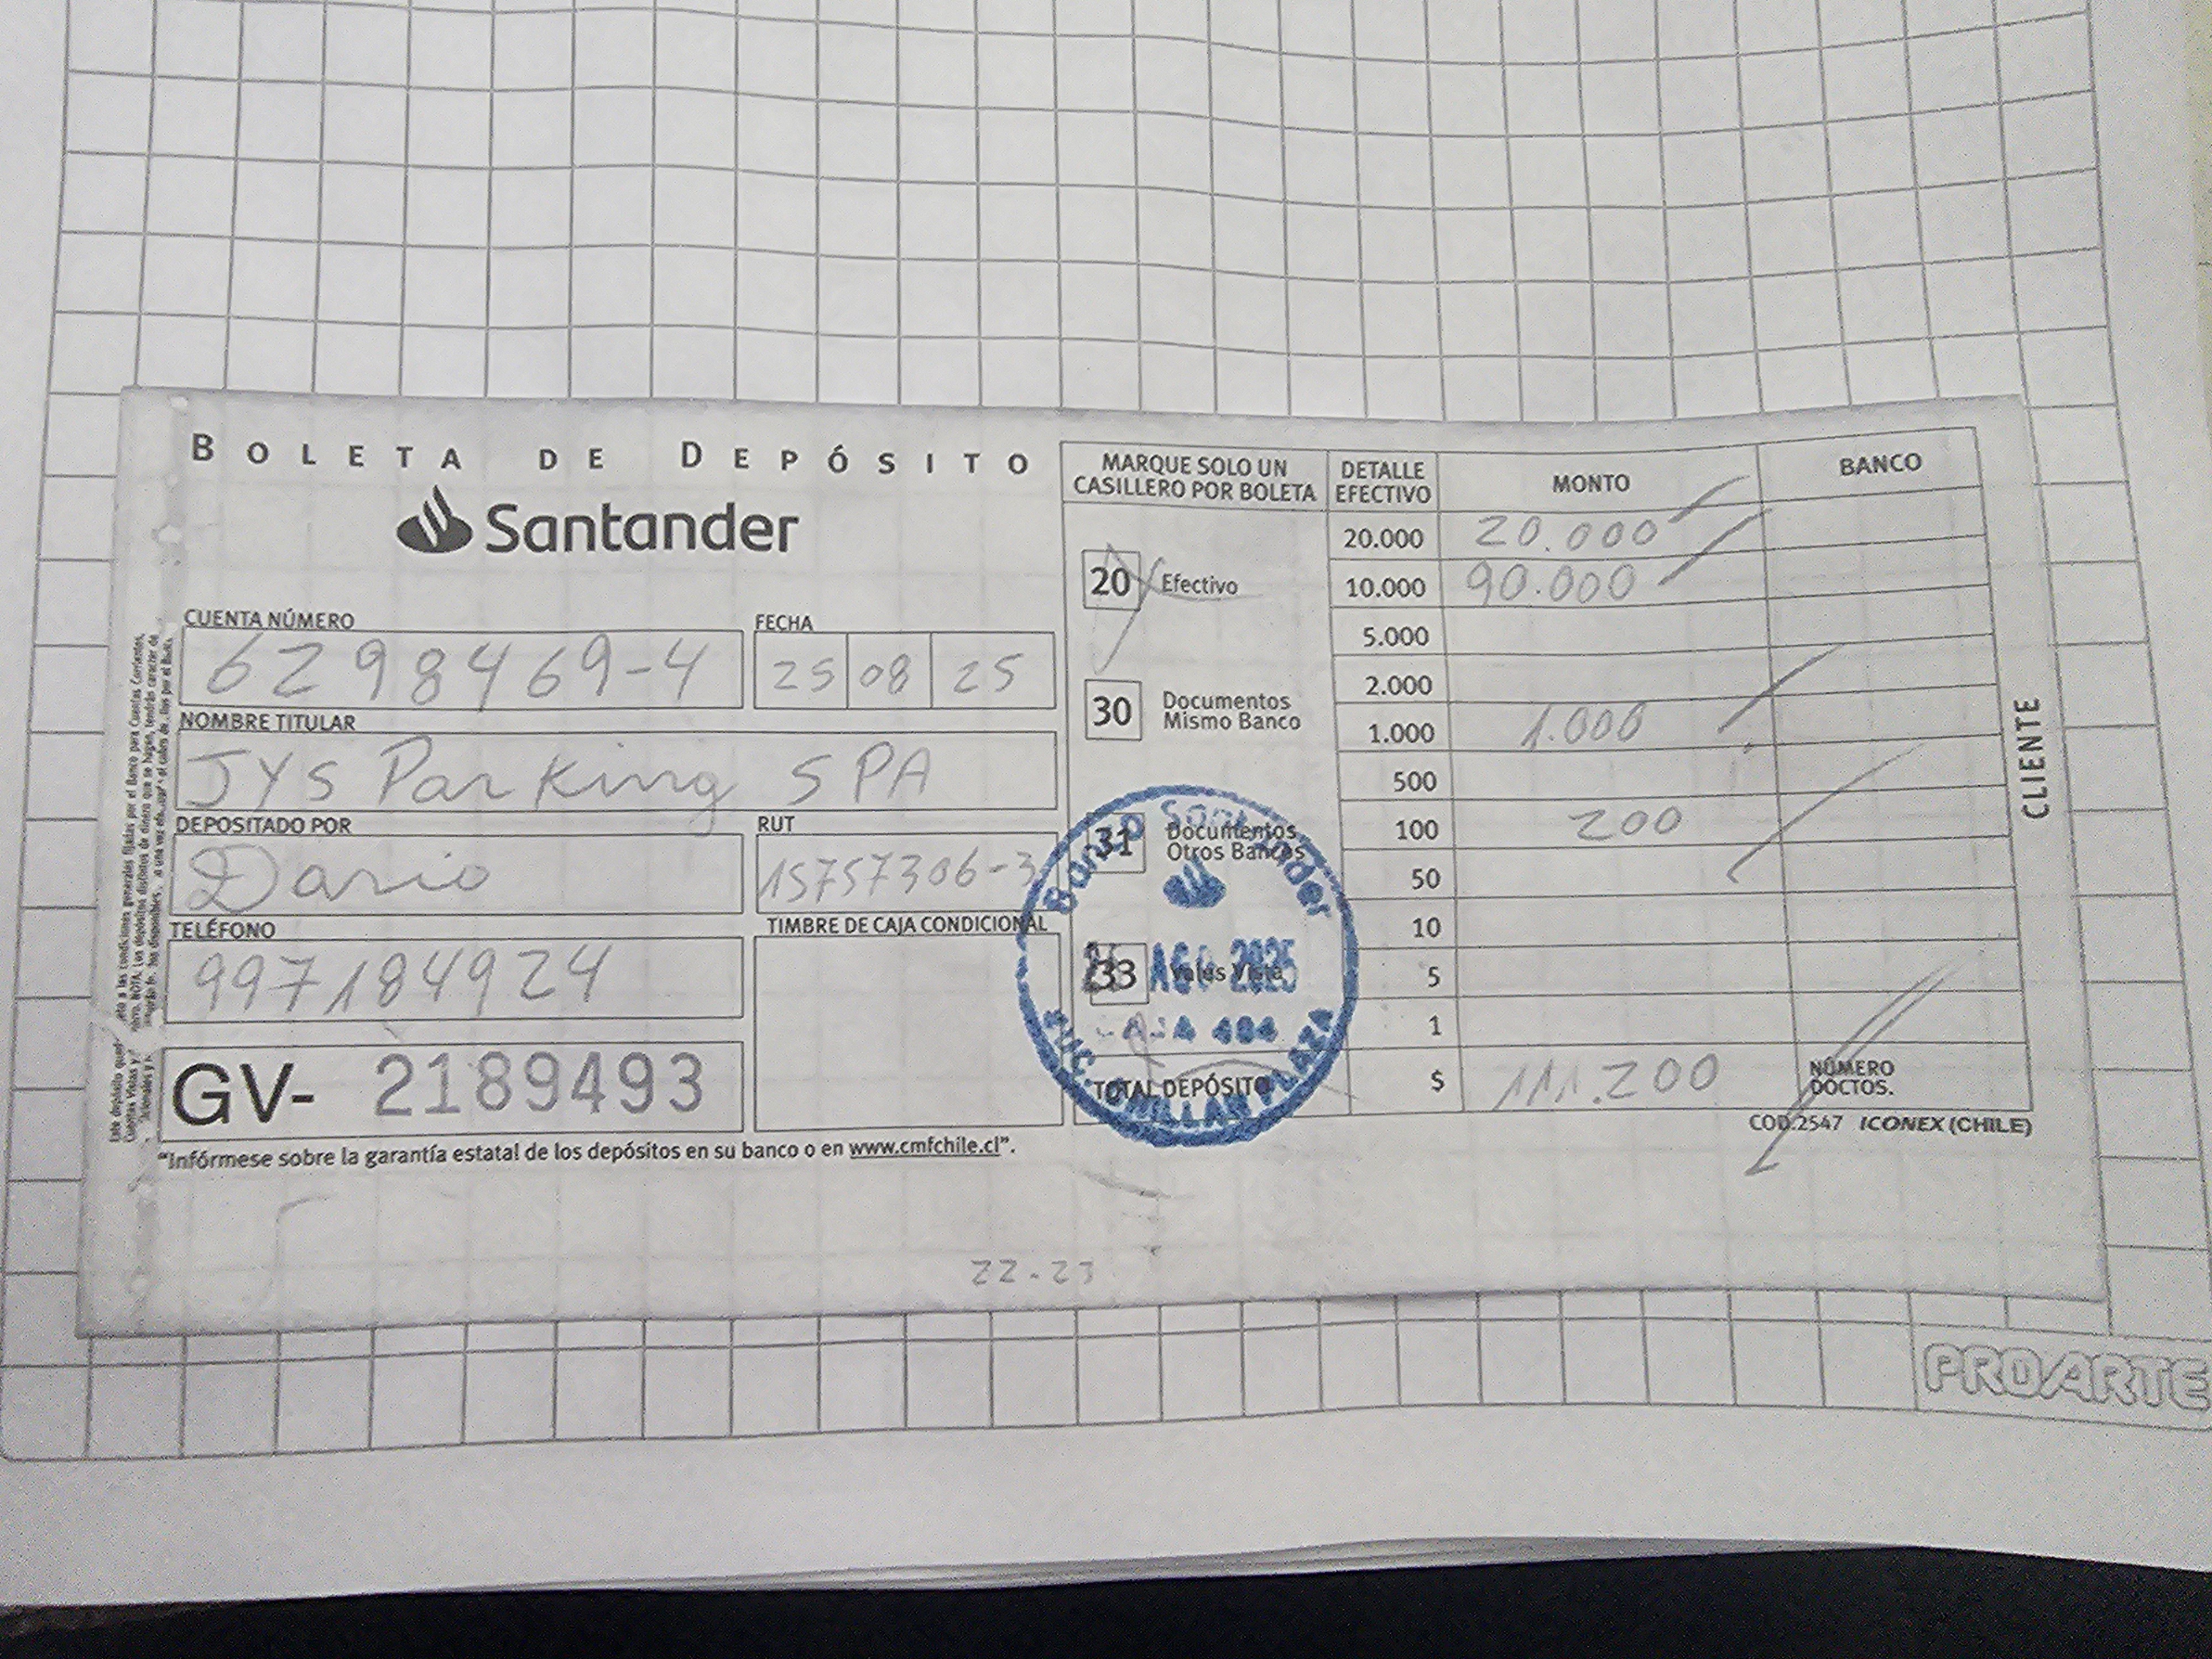 BOLETA DE DEPÓSITO
Santander
CUENTA NÚMERO
6298469-4
FECHA
25 08 25
NOMBRE TITULAR
JYS Parking SPA
DEPOSITADO POR
Dario
RUT
15757306-3
TELÉFONO
997184924
TIMBRE DE CAJA CONDICIONAL
GV- 2189493
"Infórmese sobre la garantía estatal de los depósitos en su banco o en www.cmfchile.cl".
MARQUE SOLO UN
CASILLERO POR BOLETA
20 Efectivo
30 Documentos
Mismo Banco
31 Documentos
Otros Bancos
33 Vales Vista
Banco Santander
AGO 2025
CAJA 404
TOTAL DEPÓSITO
DETALLE
EFECTIVO
MONTO
BANCO
20.000 20.000
10.000 90.000
5.000
2.000
1.000 1.000
500
100 200
50
10
5
1
$ 111.200
NÚMERO
DOCTOS.
COD.2547 ICONEX (CHILE)
CLIENTE
22-23
PROARTE